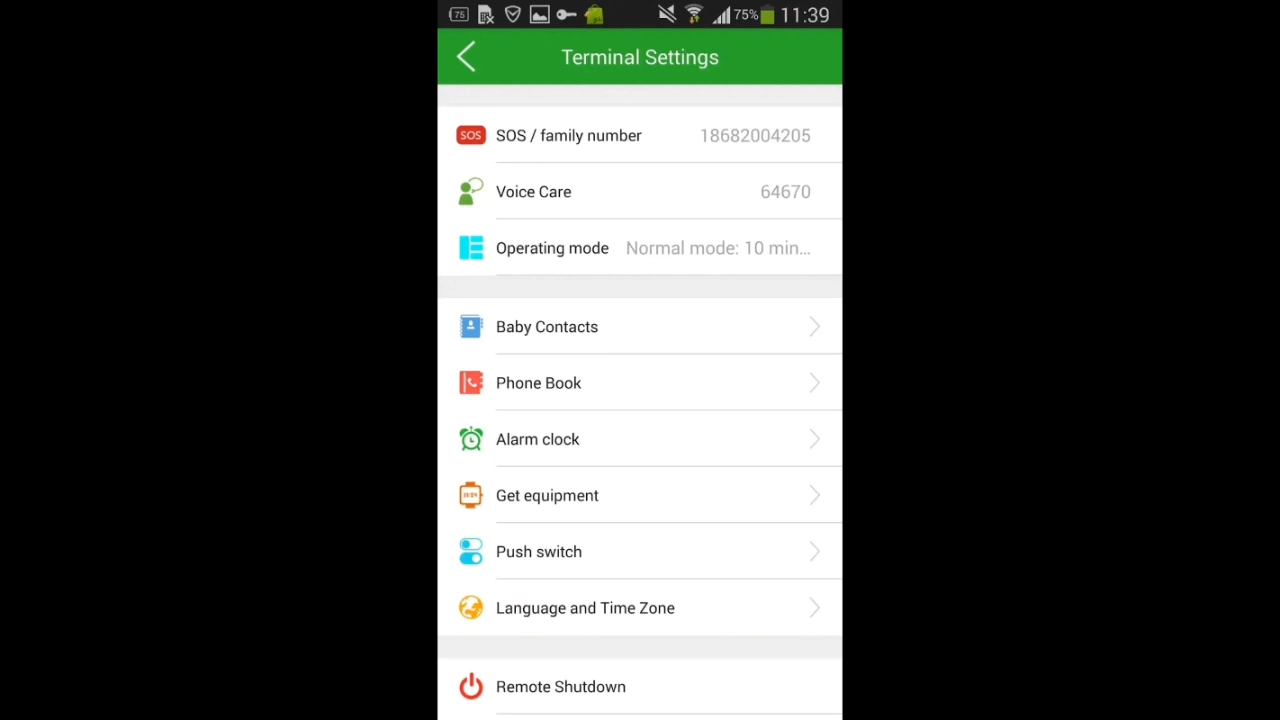 75 75% 11:39
Terminal Settings
SOS SOS / family number 18682004205
Voice Care 64670
Operating mode Normal mode: 10 min...
Baby Contacts
Phone Book
Alarm clock
Get equipment
Push switch
Language and Time Zone
Remote Shutdown